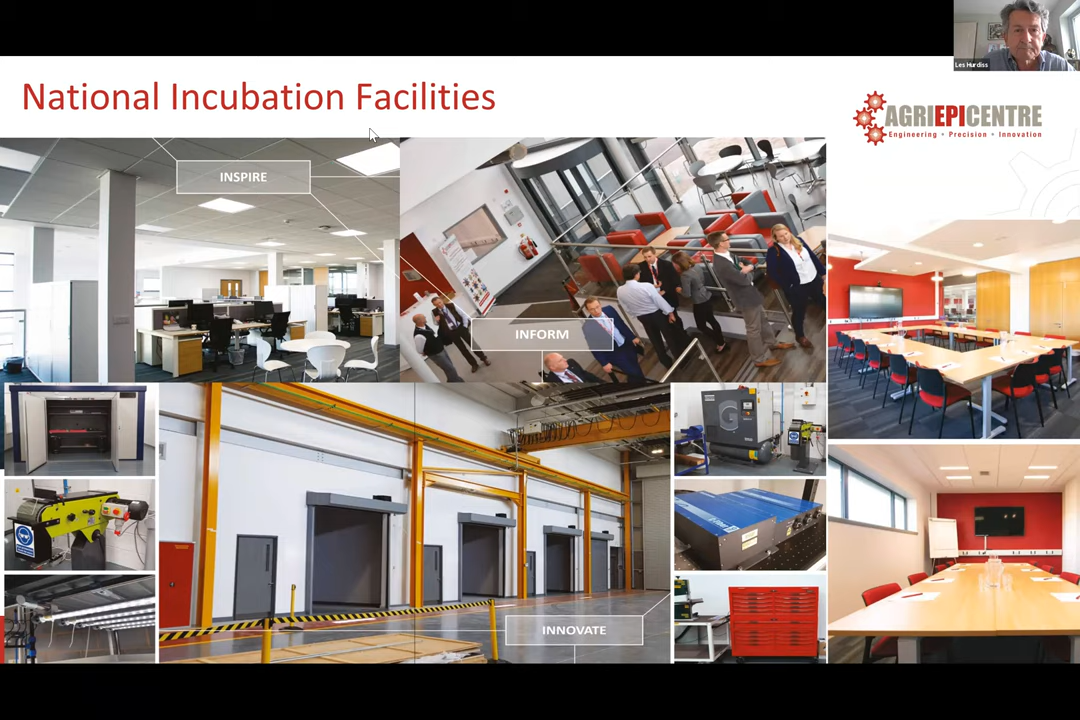 Les Hurdiss
National Incubation Facilities
AGRIEPICENTRE
Engineering • Precision • Innovation
INSPIRE
INFORM
G
INNOVATE